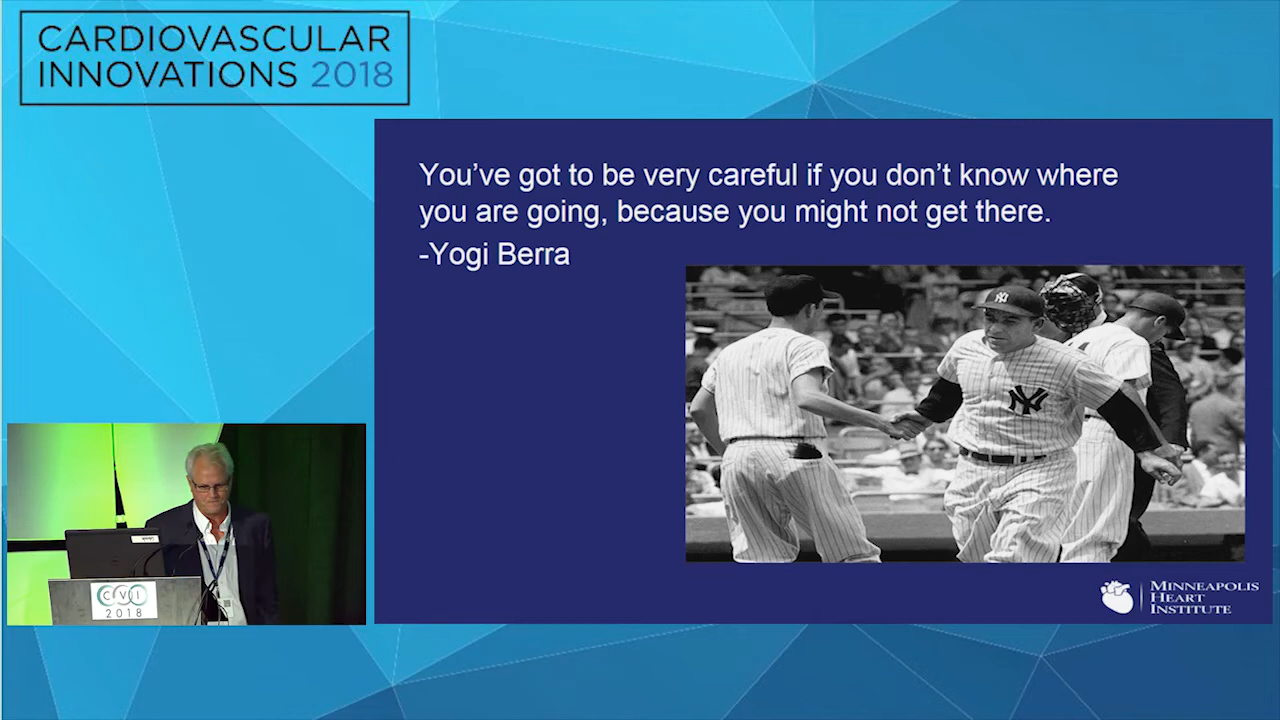 CARDIOVASCULAR
INNOVATIONS 2018
You've got to be very careful if you don't know where
you are going, because you might not get there.
-Yogi Berra
NY
NY
MINNEAPOLIS
HEART
INSTITUTE
CVI
2018